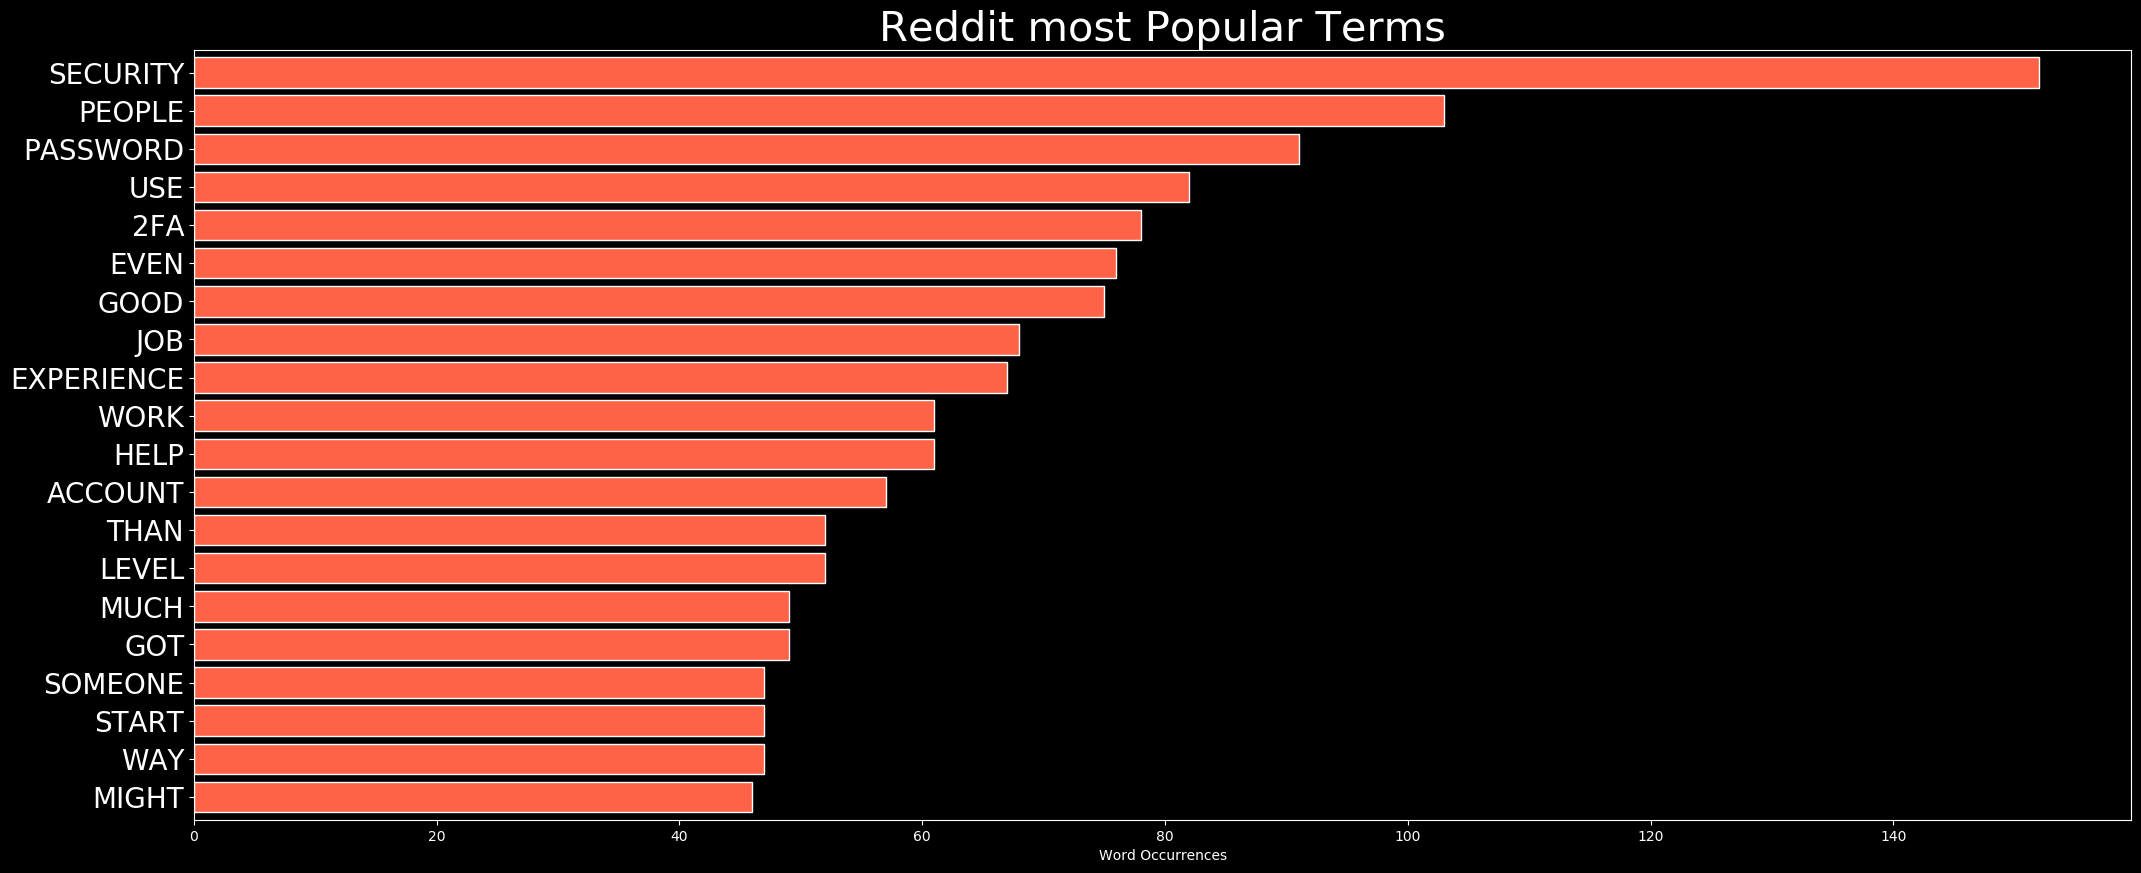 Reddit most Popular Terms
SECURITY
PEOPLE
PASSWORD
USE
2FA
EVEN
GOOD
JOB
EXPERIENCE
WORK
HELP
ACCOUNT
THAN
LEVEL
MUCH
GOT
SOMEONE
START
WAY
MIGHT
0 20 40 60 80 100 120 140
Word Occurrences